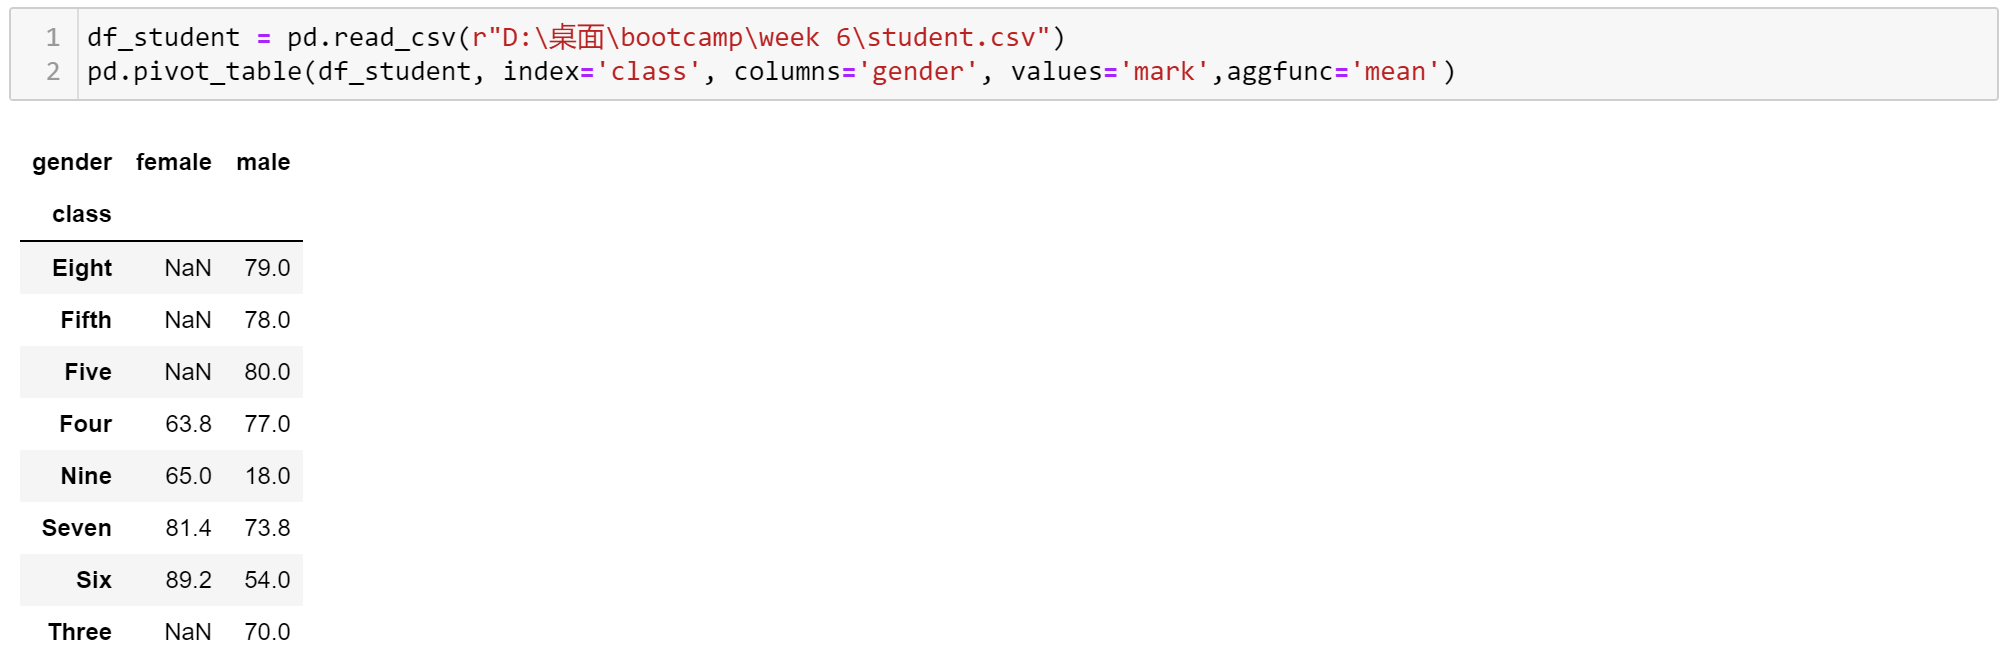 1 df_student = pd.read_csv(r"D:\桌面\bootcamp\week 6\student.csv")
2 pd.pivot_table(df_student, index='class', columns='gender', values='mark',aggfunc='mean')
gender female male
class
Eight NaN 79.0
Fifth NaN 78.0
Five NaN 80.0
Four 63.8 77.0
Nine 65.0 18.0
Seven 81.4 73.8
Six 89.2 54.0
Three NaN 70.0